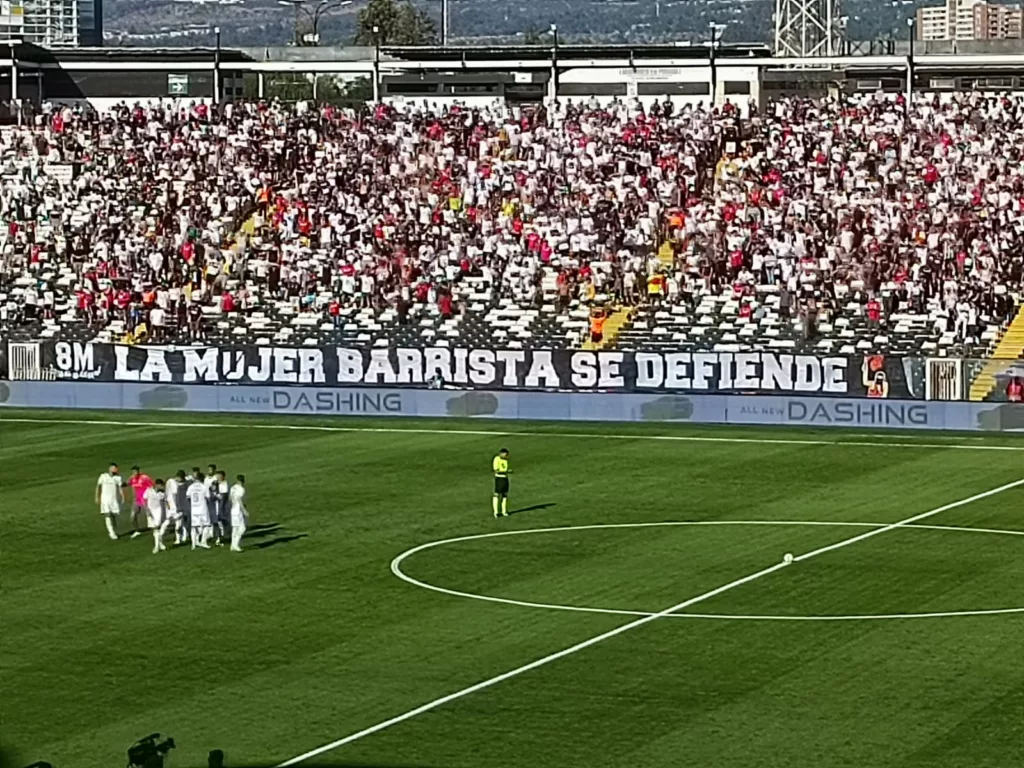 8M LA MUJER BARRISTA SE DEFIENDE
ALL NEW DASHING
ALL NEW DASHING